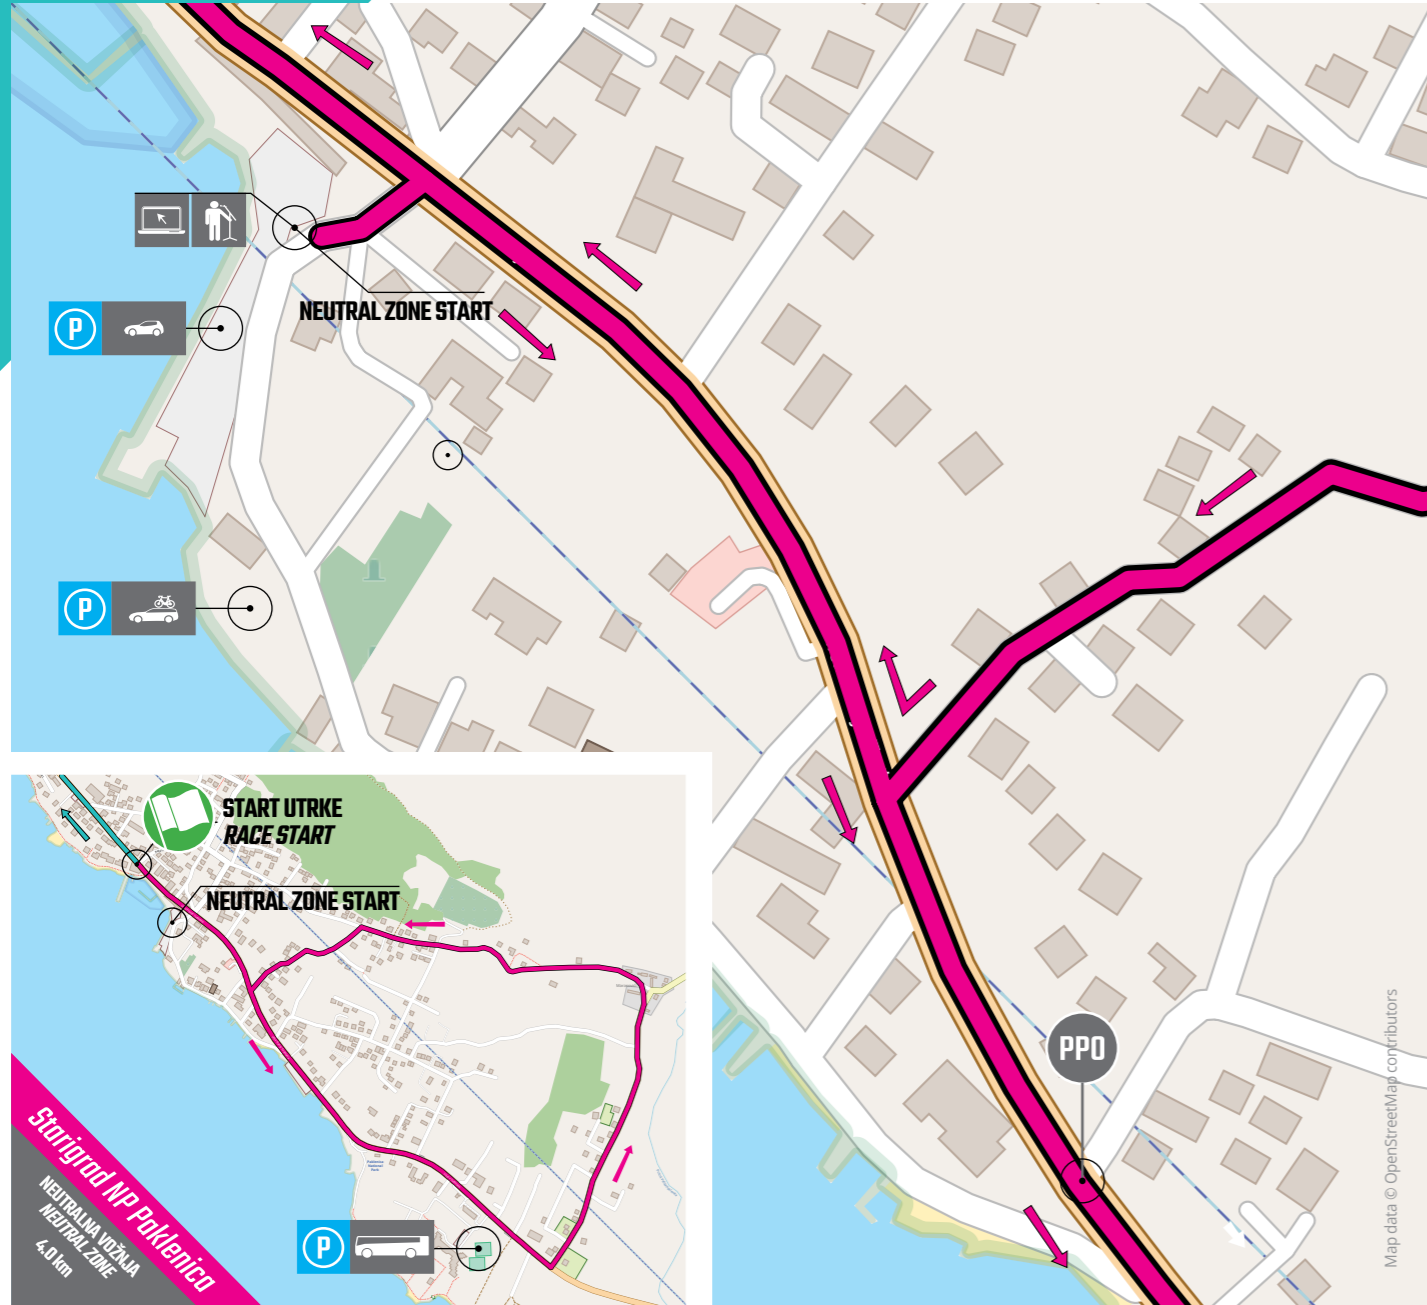 NEUTRAL ZONE START
P
P
PPO
START UTRKE
RACE START
NEUTRAL ZONE START
P
Starigrad NP Paklenica
NEUTRALNA VOŽNJA
NEUTRAL ZONE
4,0 km
Map data © OpenStreetMap contributors